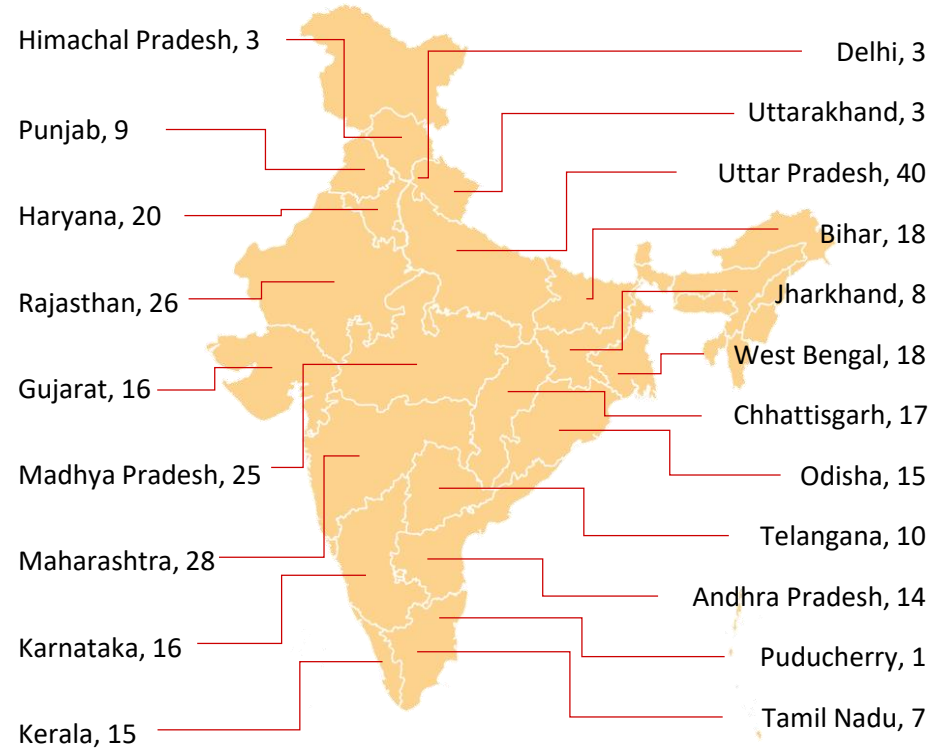 Himachal Pradesh, 3
Punjab, 9
Haryana, 20
Rajasthan, 26
Gujarat, 16
Madhya Pradesh, 25
Maharashtra, 28
Karnataka, 16
Kerala, 15
Delhi, 3
Uttarakhand, 3
Uttar Pradesh, 40
Bihar, 18
Jharkhand, 8
West Bengal, 18
Chhattisgarh, 17
Odisha, 15
Telangana, 10
Andhra Pradesh, 14
Puducherry, 1
Tamil Nadu, 7